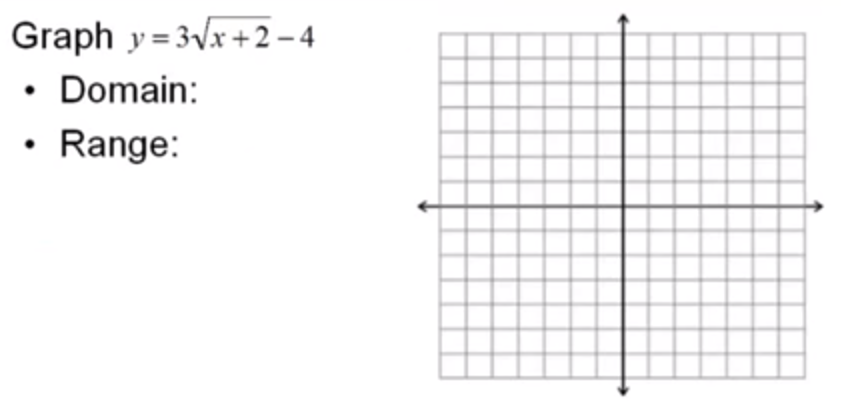 Graph y = 3√x + 2 − 4
• Domain:
• Range: